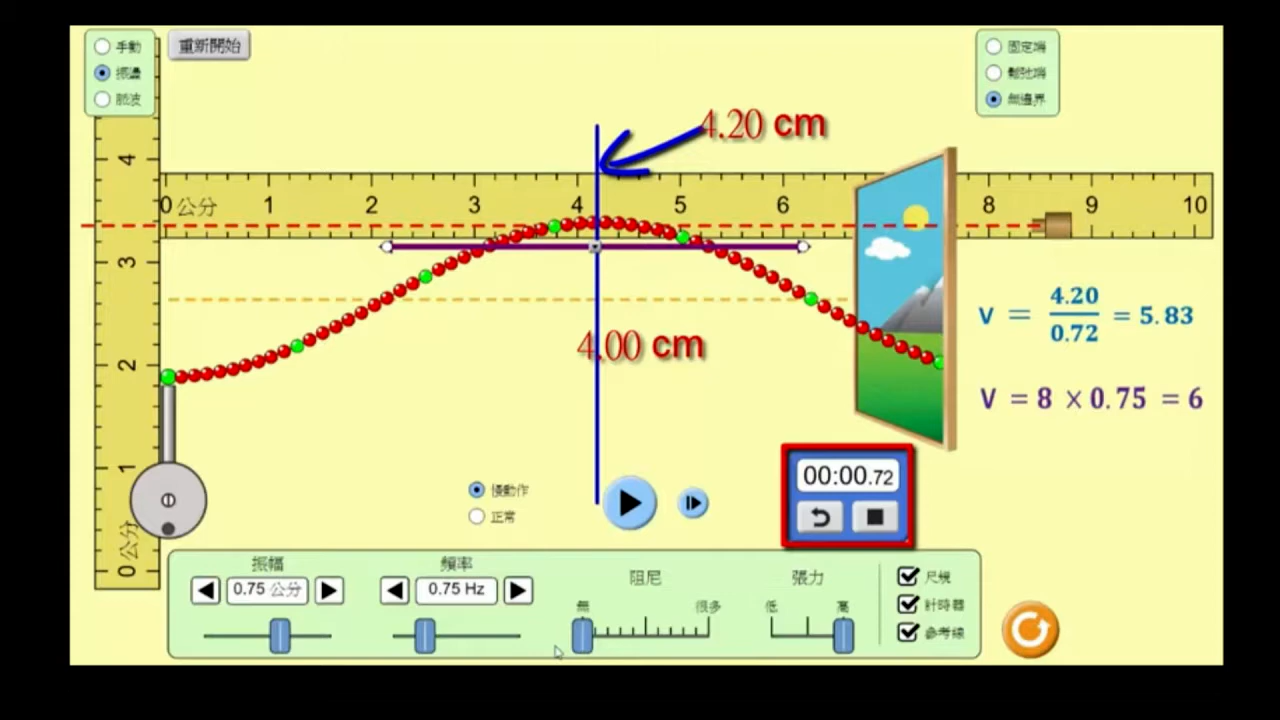 手動
振盪
脈波
重新開始
固定端
鬆弛端
無邊界
4.20 cm
4
3
2
1
0 公分
0 公分 1 2 3 4 5 6 8 9 10
4.00 cm
v = 4.20 / 0.72 = 5.83
V = 8 ×0.75 = 6
00:00.72
慢動作
正常
振幅
0.75 公分
頻率
0.75 Hz
阻尼
無 很多
張力
低 高
尺規
計時器
參考線